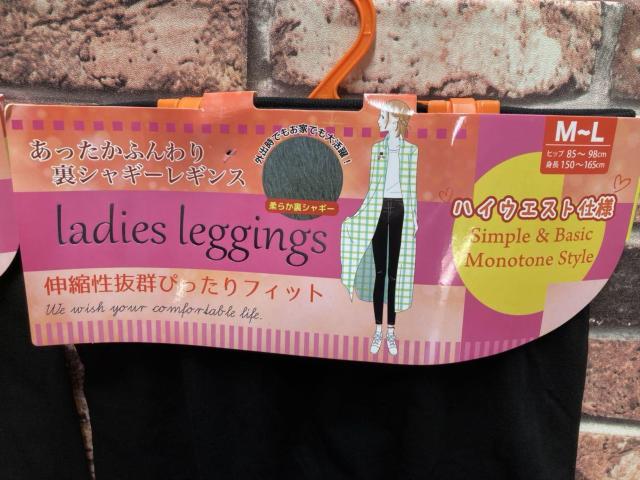 あったかふんわり
裏シャギーレギンス
外出時でもお家でも大活躍!
柔らか裏シャギー
ladies leggings
伸縮性抜群ぴったりフィット
We wish your comfortable life.
M~L
ヒップ 85~98cm
身長 150~165cm
ハイウエスト仕様
Simple & Basic
Monotone Style